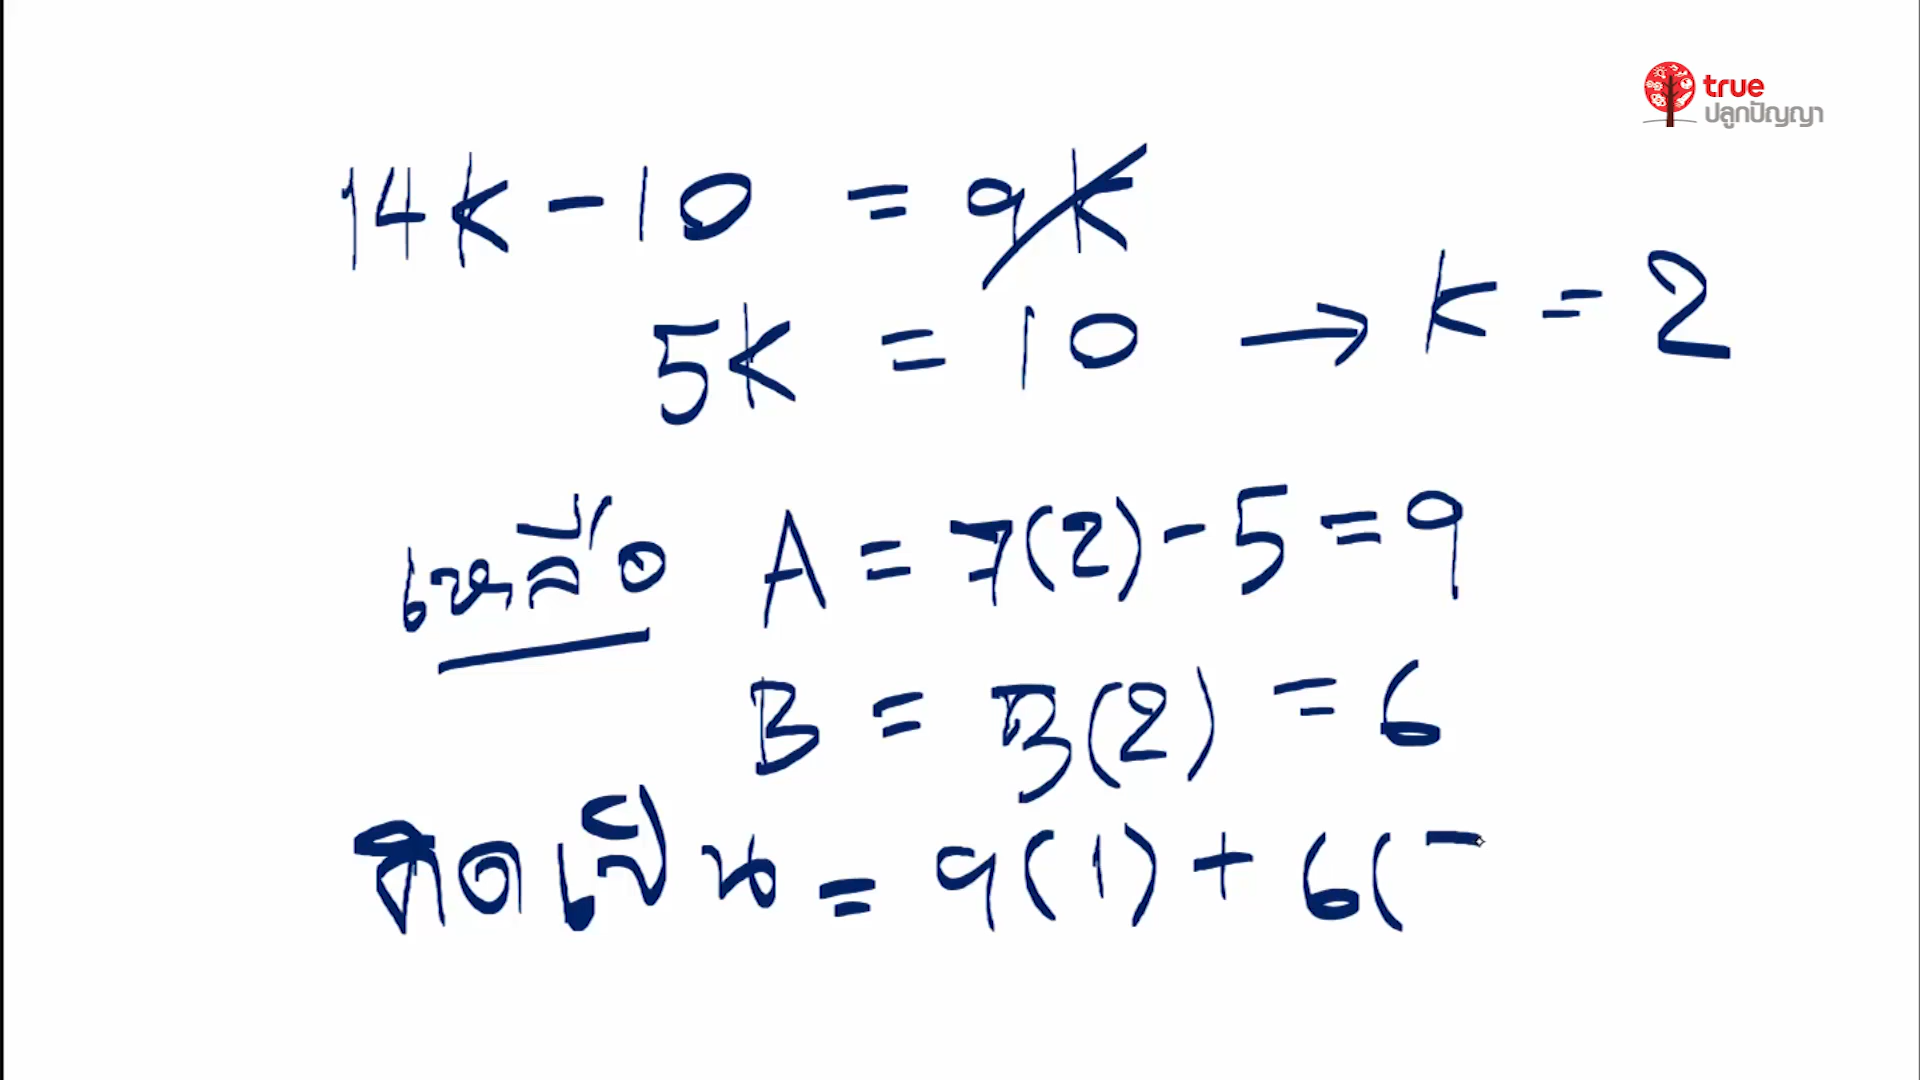 true
ปลูกปัญญา
14k - 10 = 9k
5k = 10 → k = 2
เหลือ A = 7(2) - 5 = 9
B = 3(2) = 6
คิดเป็น = 9(1) + 6(